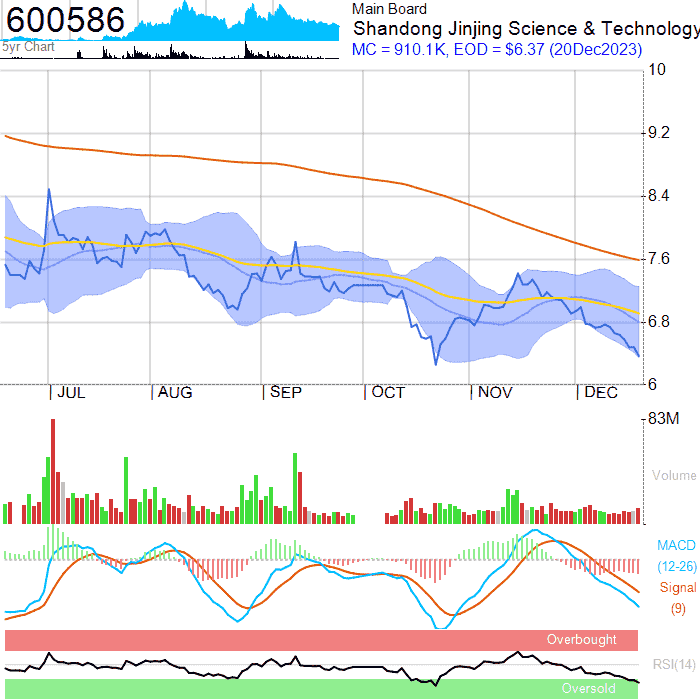 600586
5yr Chart
Main Board
Shandong Jinjing Science & Technology
MC = 910.1K, EOD = $6.37 (20Dec2023)
10
9.2
8.4
7.6
6.8
6
JUL AUG SEP OCT NOV DEC
83M
Volume
MACD
(12-26)
Signal
(9)
Overbought
RSI(14)
Oversold